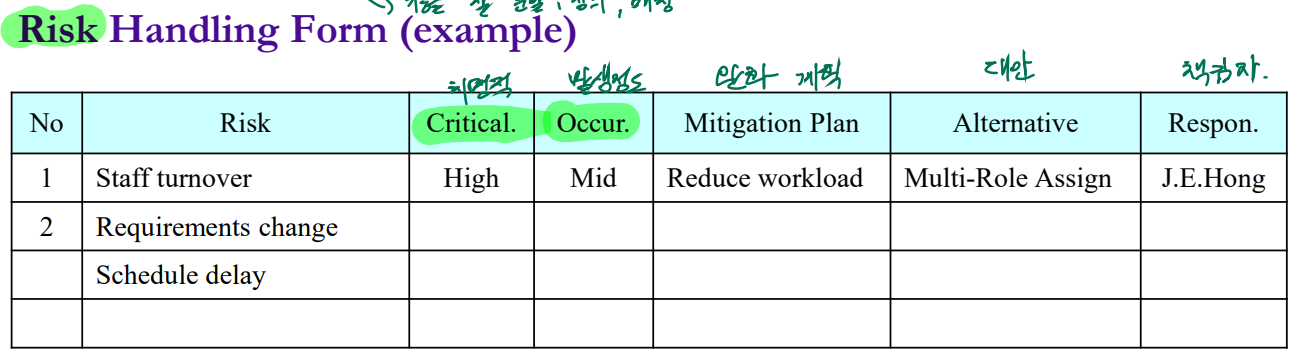 Risk Handling Form (example)
치명적 발생정도 완화 계획 대안 책임자.
No Risk Critical. Occur. Mitigation Plan Alternative Respon.
1 Staff turnover High Mid Reduce workload Multi-Role Assign J.E.Hong
2 Requirements change
Schedule delay